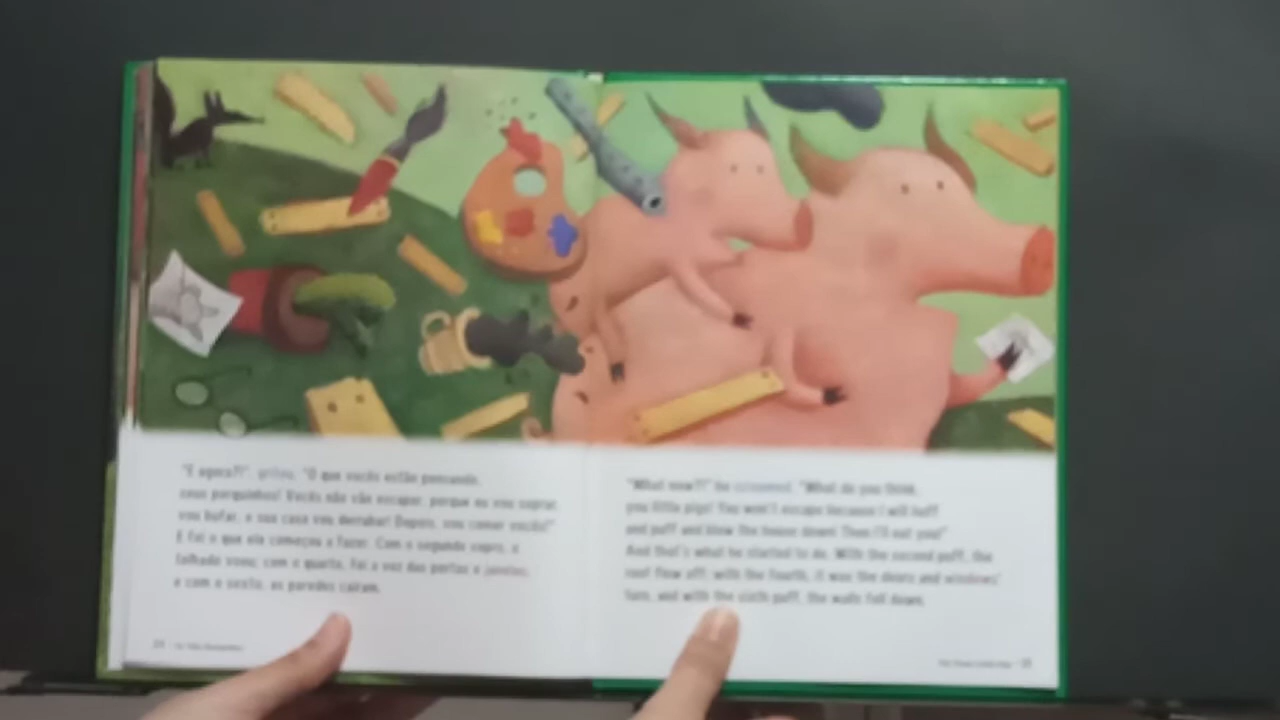 "E agora?!", gritou. "O que vocês estão pensando,
seus porquinhos! Vocês não vão escapar, porque eu vou soprar,
vou bufar, a sua casa vou derrubar! Depois, vou comer vocês!"
E foi o que ele começou a fazer. Com o segundo sopro, o
telhado voou; com o quarto, foi a vez das portas e janelas,
e com o sexto, as paredes caíram.
"What now?!" he screamed. "What do you think,
you little pigs! You won't escape because I will huff
and puff and blow the house down! Then I'll eat you!"
And that's what he started to do. With the second puff, the
roof flew off; with the fourth, it was the doors and windows'
turn, and with the sixth puff, the walls fell down.